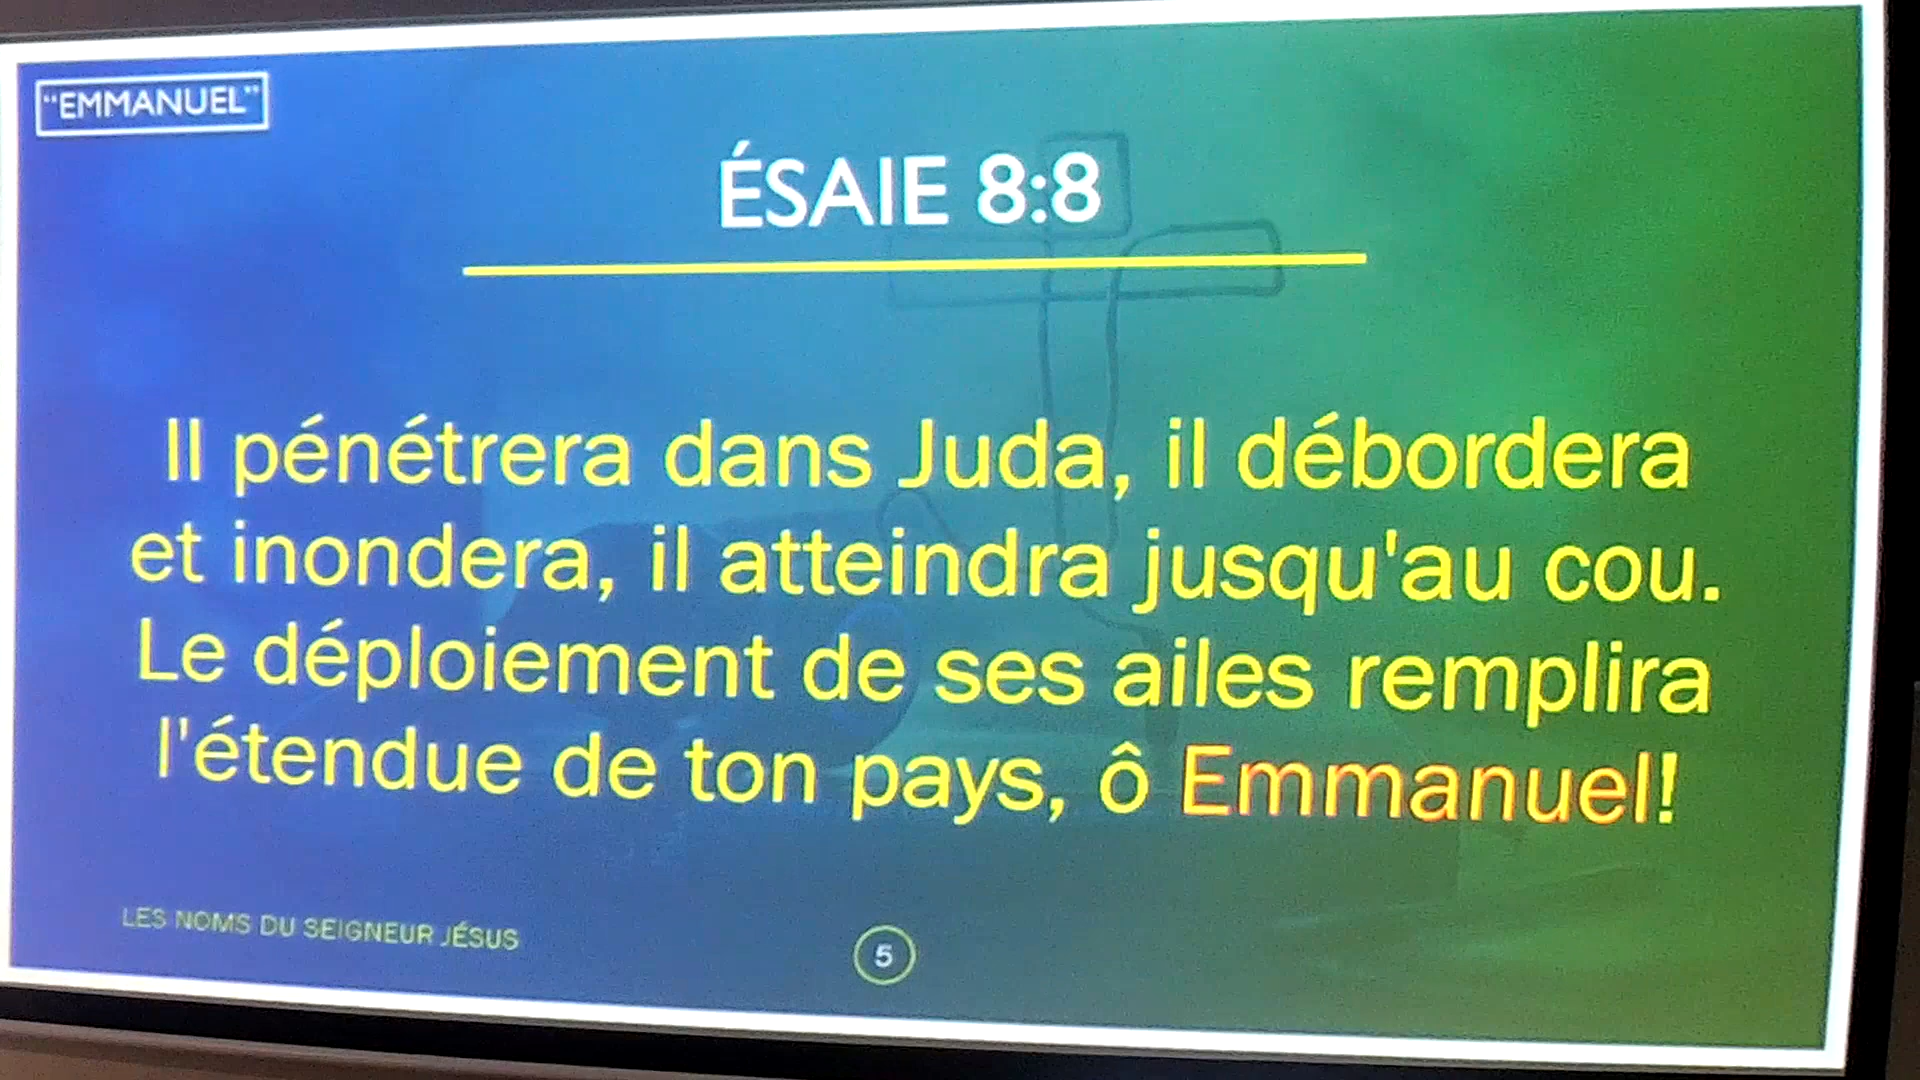 "EMMANUEL"
ÉSAIE 8:8
Il pénétrera dans Juda, il débordera
et inondera, il atteindra jusqu'au cou.
Le déploiement de ses ailes remplira
l'étendue de ton pays, ô Emmanuel!
LES NOMS DU SEIGNEUR JÉSUS
5